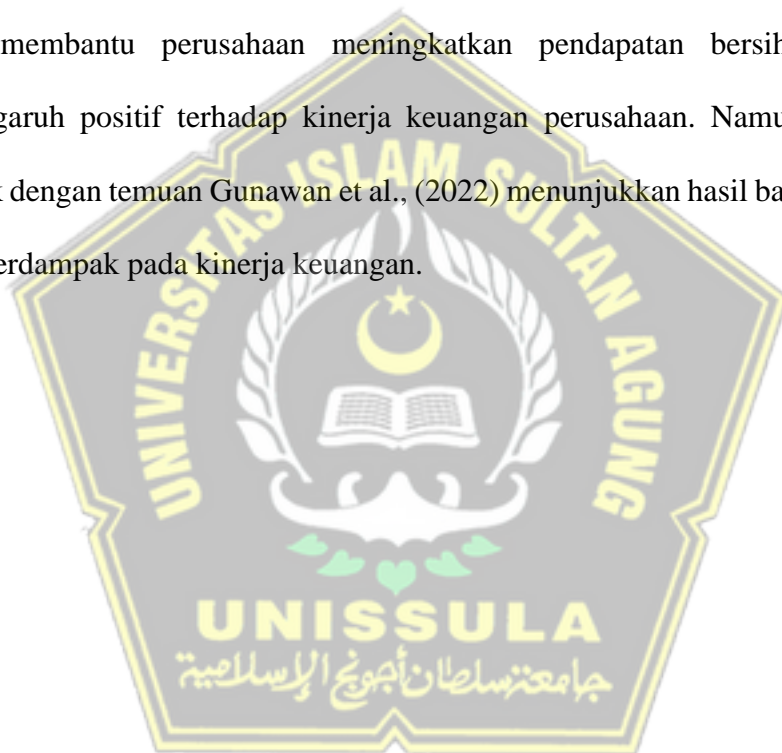 membantu perusahaan meningkatkan pendapatan bersih
garuh positif terhadap kinerja keuangan perusahaan. Namu
k dengan temuan Gunawan et al., (2022) menunjukkan hasil ba
erdampak pada kinerja keuangan.
UNIVERSITAS ISLAM SULTAN AGUNG
UNISSULA
جامعة سلطان أجونج الإسلامية